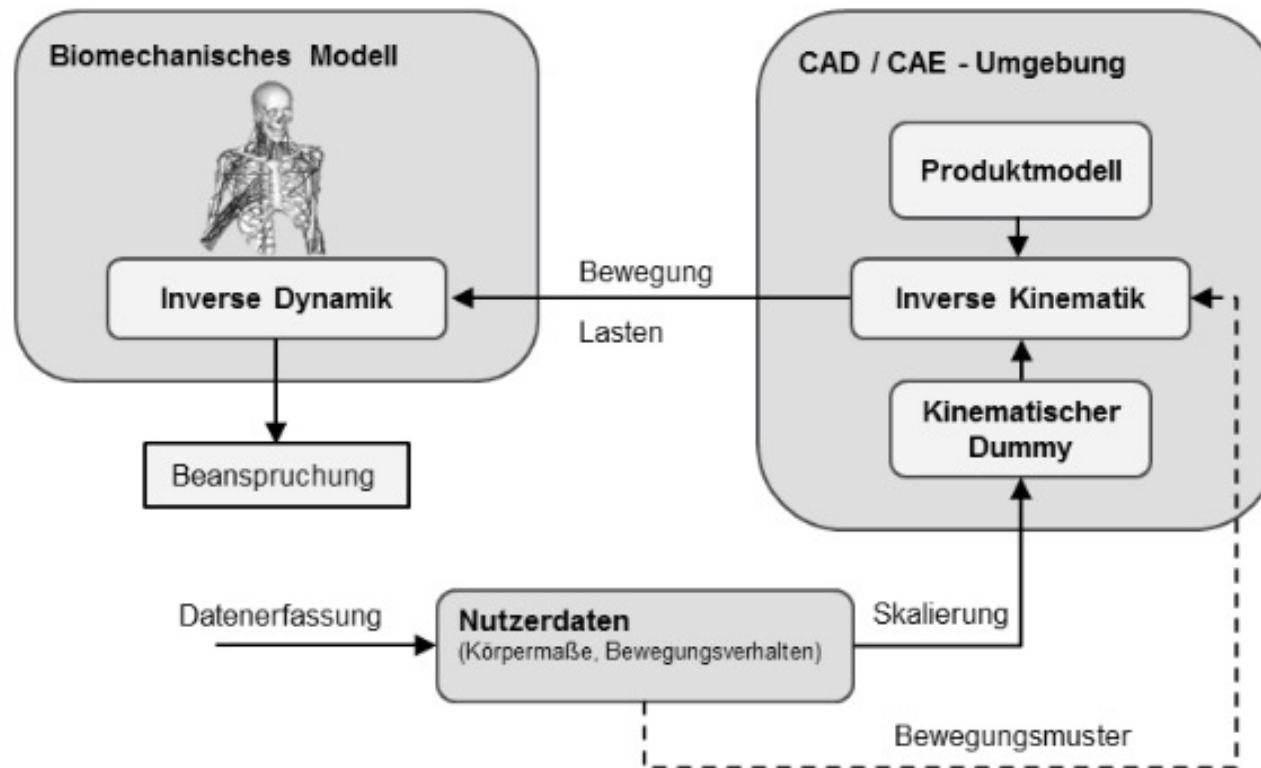 Biomechanisches Modell
Inverse Dynamik
Beanspruchung
Bewegung
Lasten
CAD / CAE - Umgebung
Produktmodell
Inverse Kinematik
Kinematischer
Dummy
Datenerfassung
Nutzerdaten
(Körpermaße, Bewegungsverhalten)
Skalierung
Bewegungsmuster